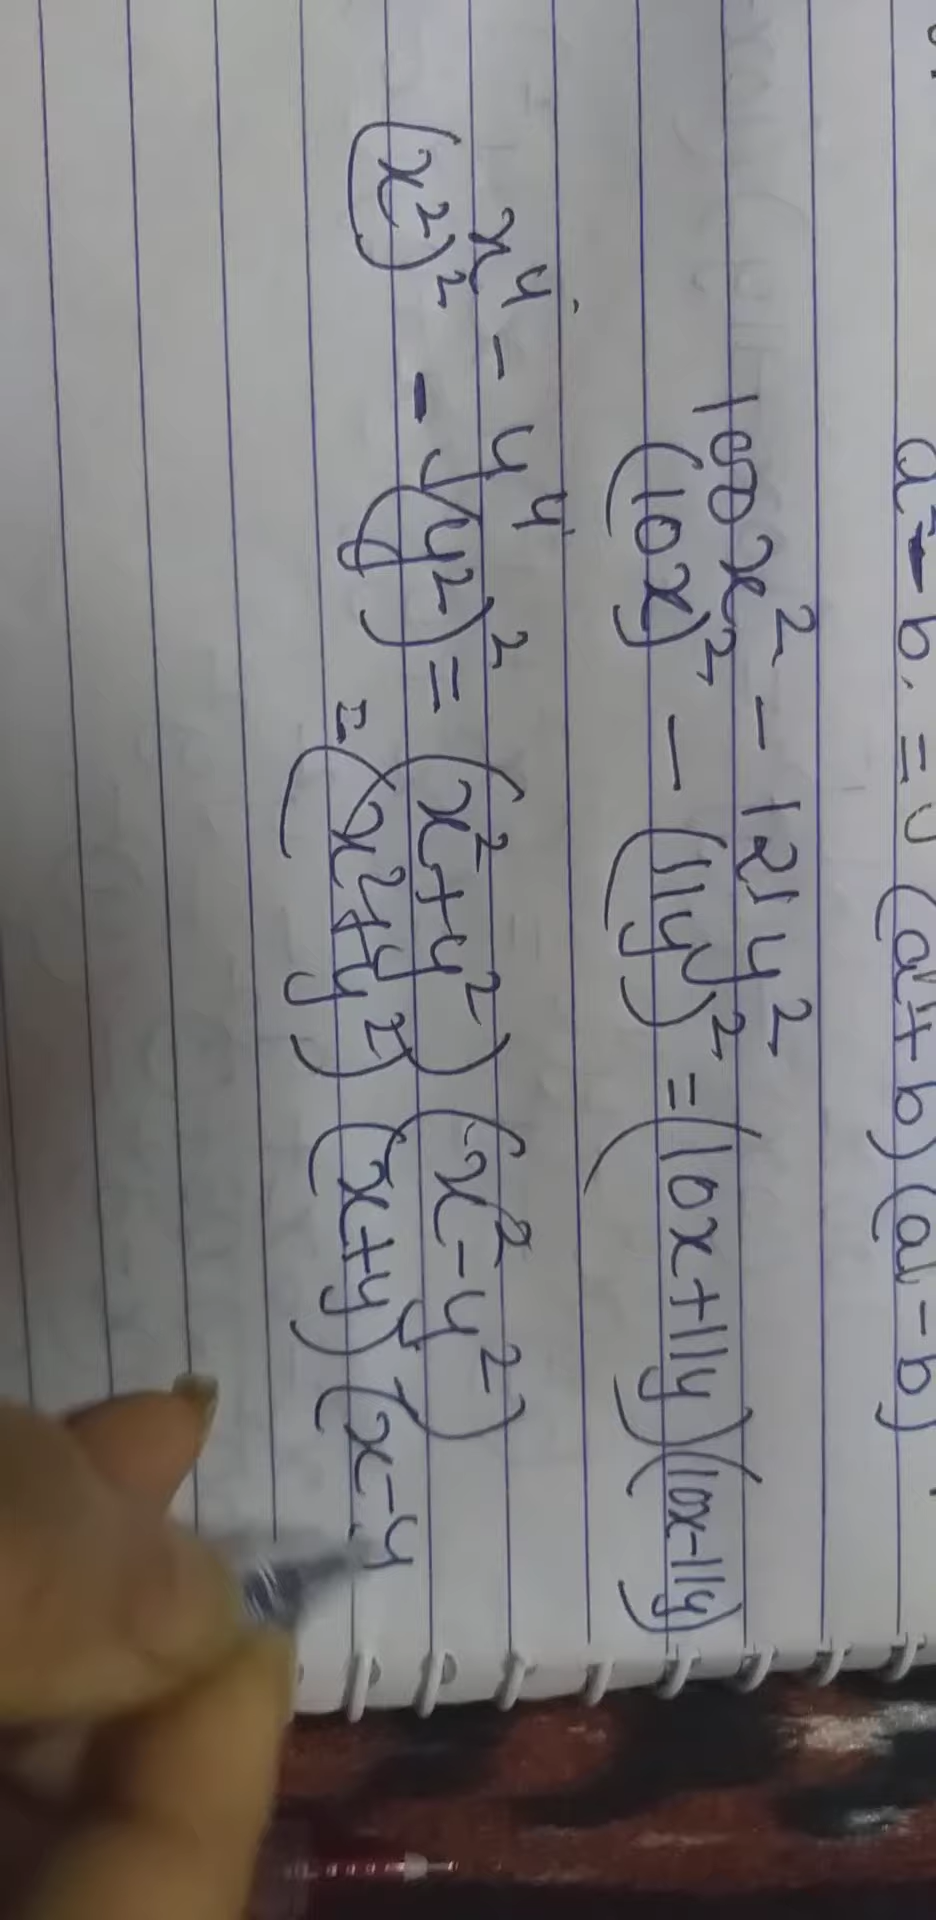 a² - b² = (a + b) (a - b)
100x² - 121y²
(10x)² - (11y)² = (10x+11y)(10x-11y)
x⁴ - y⁴
(x²)² - (y²)² = (x²+y²) (x²-y²)
= (x²+y²) (x+y) (x-y